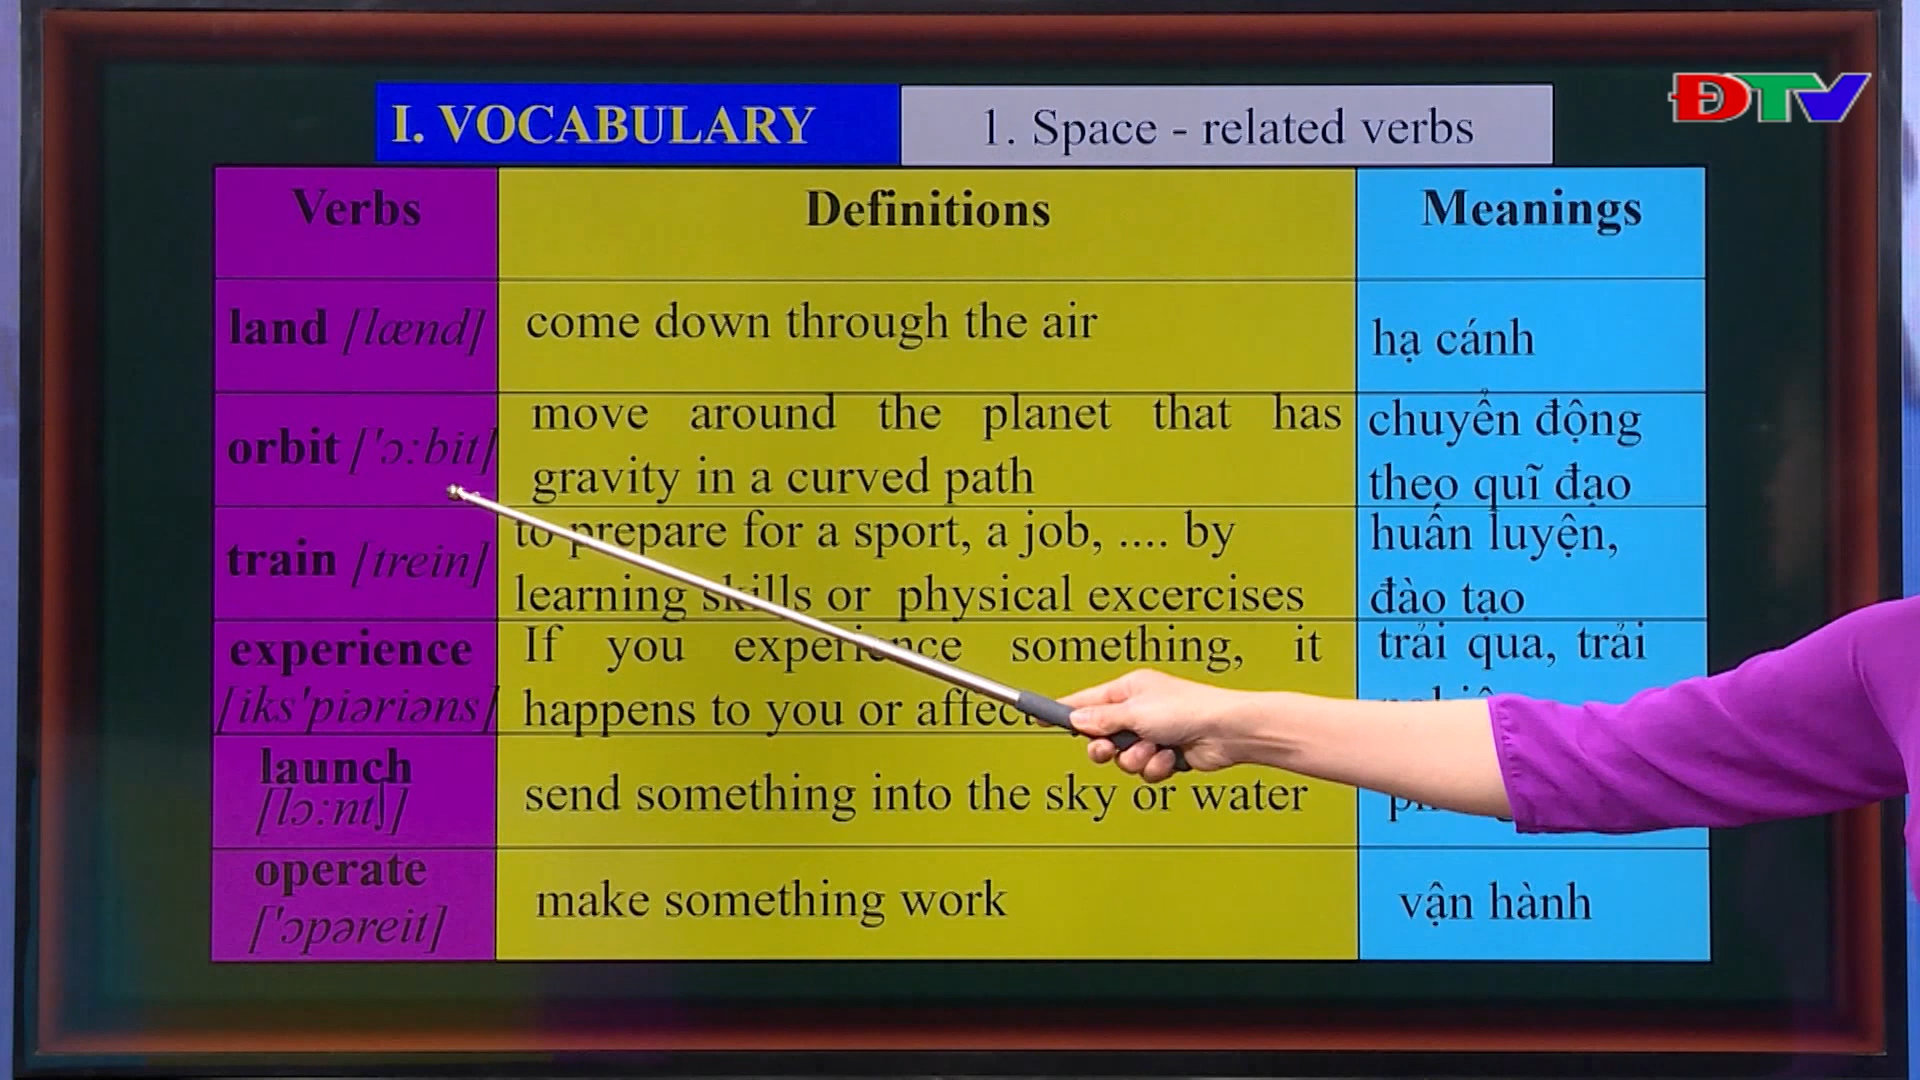 ĐTV
I. VOCABULARY
1. Space - related verbs
Verbs
Definitions
Meanings
land [lænd]
come down through the air
hạ cánh
orbit ['ɔ:bit]
move around the planet that has
gravity in a curved path
chuyển động
theo quĩ đạo
train [trein]
to prepare for a sport, a job, .... by
learning skills or physical excercises
huấn luyện,
đào tạo
experience
[iks'piəriəns]
If you experience something, it
happens to you or
trải qua, trải
launch
[lɔ:ntʃ]
send something into the sky or water
operate
['ɔpəreit]
make something work
vận hành